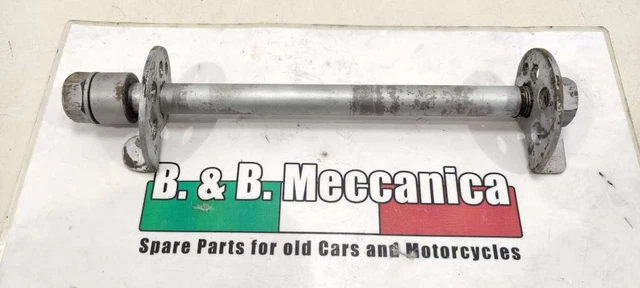 B. & B. Meccanica
Spare Parts for old Cars and Motorcycles